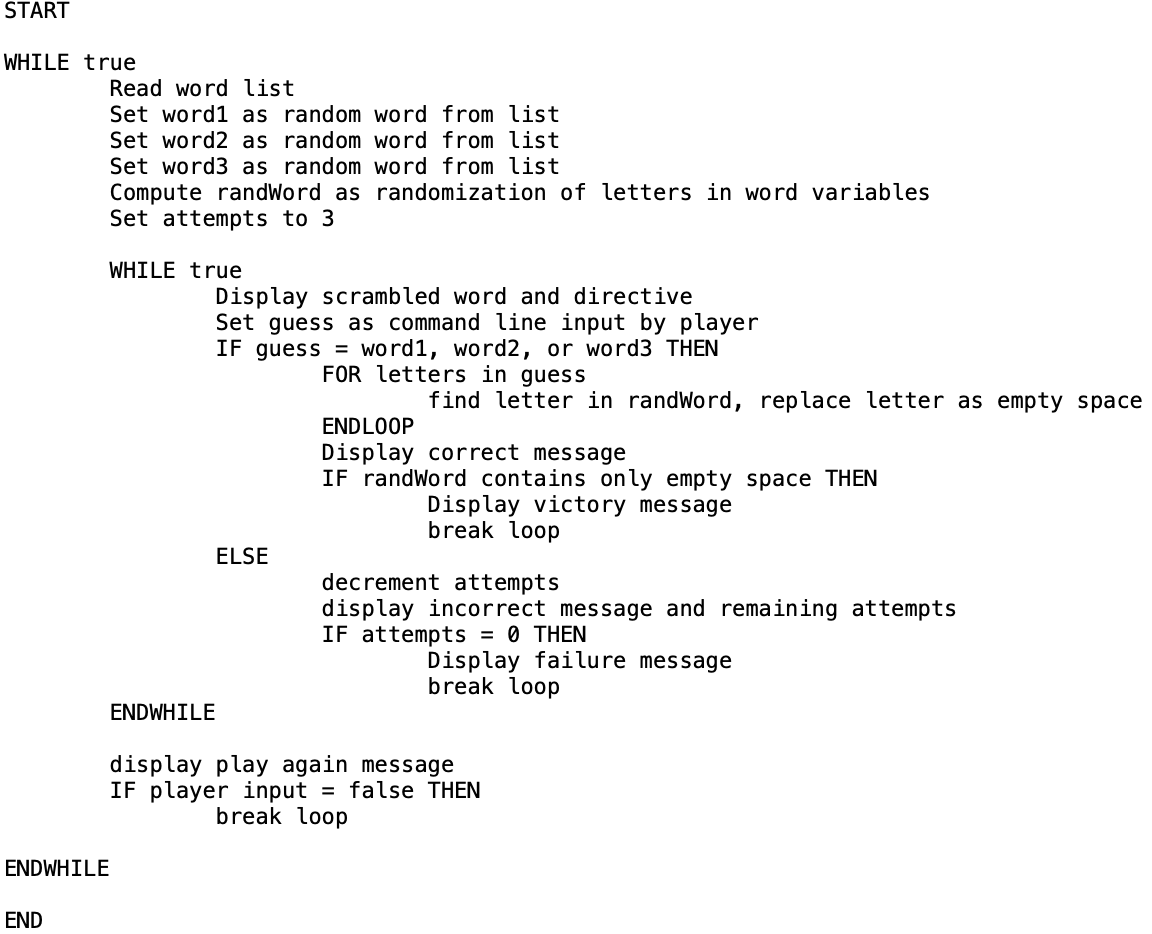 START
WHILE true
Read word list
Set word1 as random word from list
Set word2 as random word from list
Set word3 as random word from list
Compute randWord as randomization of letters in word variables
Set attempts to 3
WHILE true
Display scrambled word and directive
Set guess as command line input by player
IF guess = word1, word2, or word3 THEN
FOR letters in guess
find letter in randWord, replace letter as empty space
ENDLOOP
Display correct message
IF randWord contains only empty space THEN
Display victory message
break loop
ELSE
decrement attempts
display incorrect message and remaining attempts
IF attempts = 0 THEN
Display failure message
break loop
ENDWHILE
display play again message
IF player input = false THEN
break loop
ENDWHILE
END